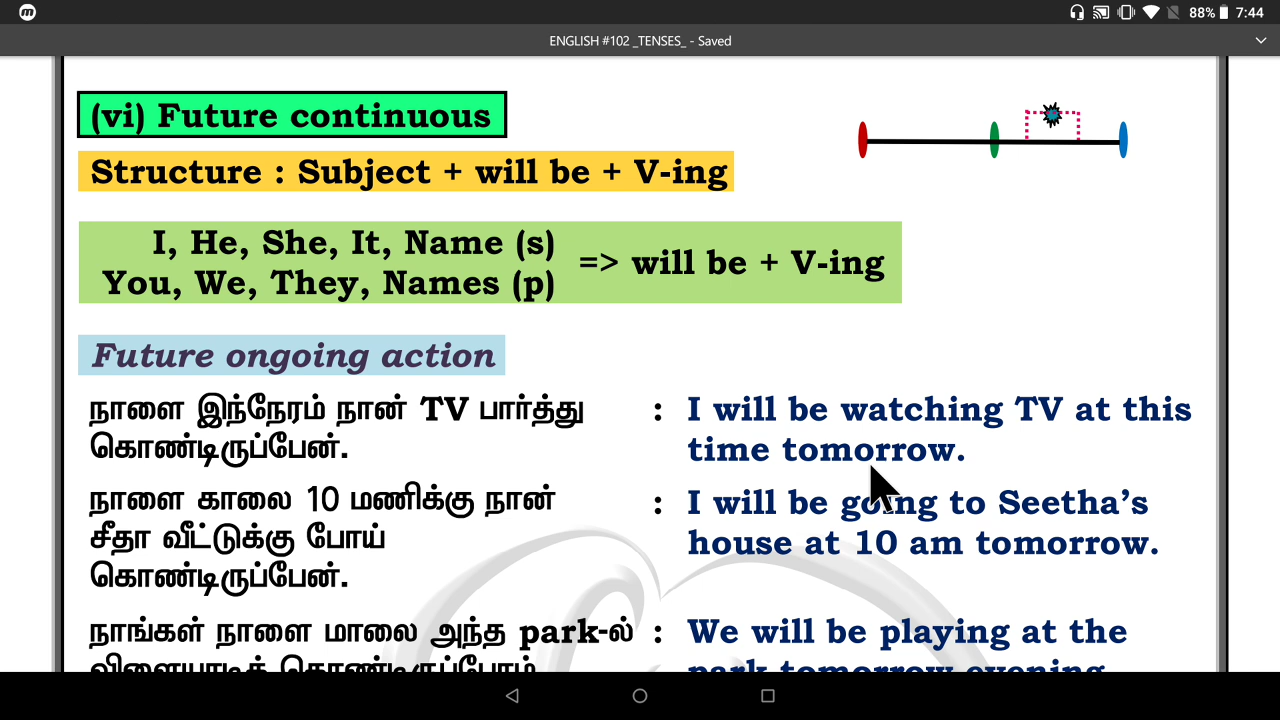 88% 7:44
ENGLISH #102 _TENSES_ - Saved
(vi) Future continuous
Structure : Subject + will be + V-ing
I, He, She, It, Name (s)
You, We, They, Names (p)
=> will be + V-ing
Future ongoing action
நாளை இந்நேரம் நான் TV பார்த்து
கொண்டிருப்பேன்.
: I will be watching TV at this
time tomorrow.
நாளை காலை 10 மணிக்கு நான்
சீதா வீட்டுக்கு போய்
கொண்டிருப்பேன்.
: I will be going to Seetha’s
house at 10 am tomorrow.
நாங்கள் நாளை மாலை அந்த park-ல்
விளையாடிக் கொண்டிருப்போம்
: We will be playing at the
park tomorrow evening